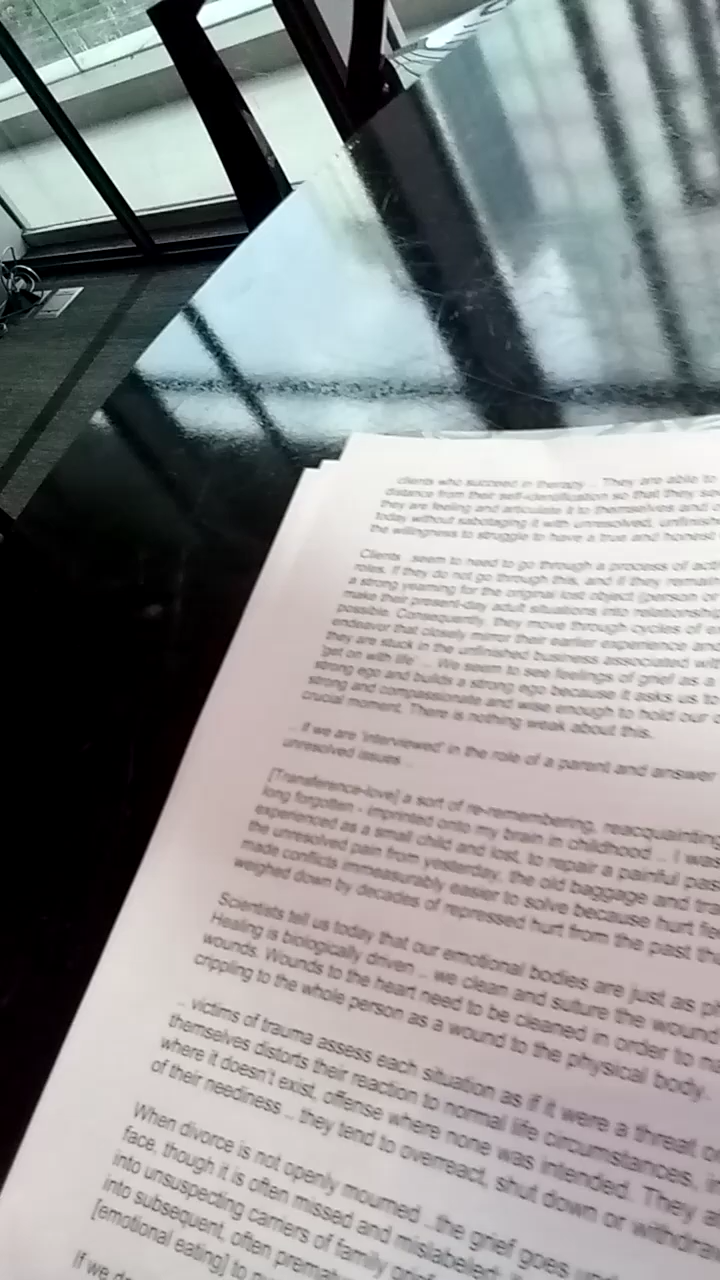 clients who succeed in therapy .. They are able to
distance from their self-identification so that they see
they are feeling and articulate it to themselves and
today without sabotaging it with unresolved, unfinis
the willingness to struggle to have a true and honest
Clients .. seem to need to go through a process of
roles. If they do not go through this, and if they remai
a strong yearning for the original lost object (person or
make their present-day adult situations into relationship
possible. Consequently, they move through cycles of
endeavor that closely mirror their earlier experience and
they are stuck in the unfinished business associated wit
'get on with life' .. We seem to see feelings of grief as a
strong ego and builds a strong ego because it asks us to
strong and compassionate and wise enough to hold our
crucial moment. There is nothing weak about this.
.. if we are 'interviewed' in the role of a parent and answer
unresolved issues ..
[Transference-love] a sort of re-remembering, reacquainting
long forgotten - imprinted onto my brain in childhood .. I was
experienced as a small child and lost, to repair a painful pas
the unresolved pain from yesterday, the old baggage and tra
made conflicts immeasurably easier to solve because hurt fe
weighed down by decades of repressed hurt from the past tha
Scientists tell us today that our emotional bodies are just as ph
Healing is biologically driven .. we clean and suture the wound
wounds. Wounds to the heart need to be cleaned in order to
crippling to the whole person as a wound to the physical body.
.. victims of trauma assess each situation as if it were a threat or
themselves distorts their reaction to normal life circumstances,
where it doesn't exist, offense where none was intended. They
of their neediness .. they tend to overreact, shut down or withdraw
When divorce is not openly mourned ..the grief goes
face, though it is often missed and mislabeled
into unsuspecting carriers of family grief
into subsequent, often premat
[emotional eating] to
If we